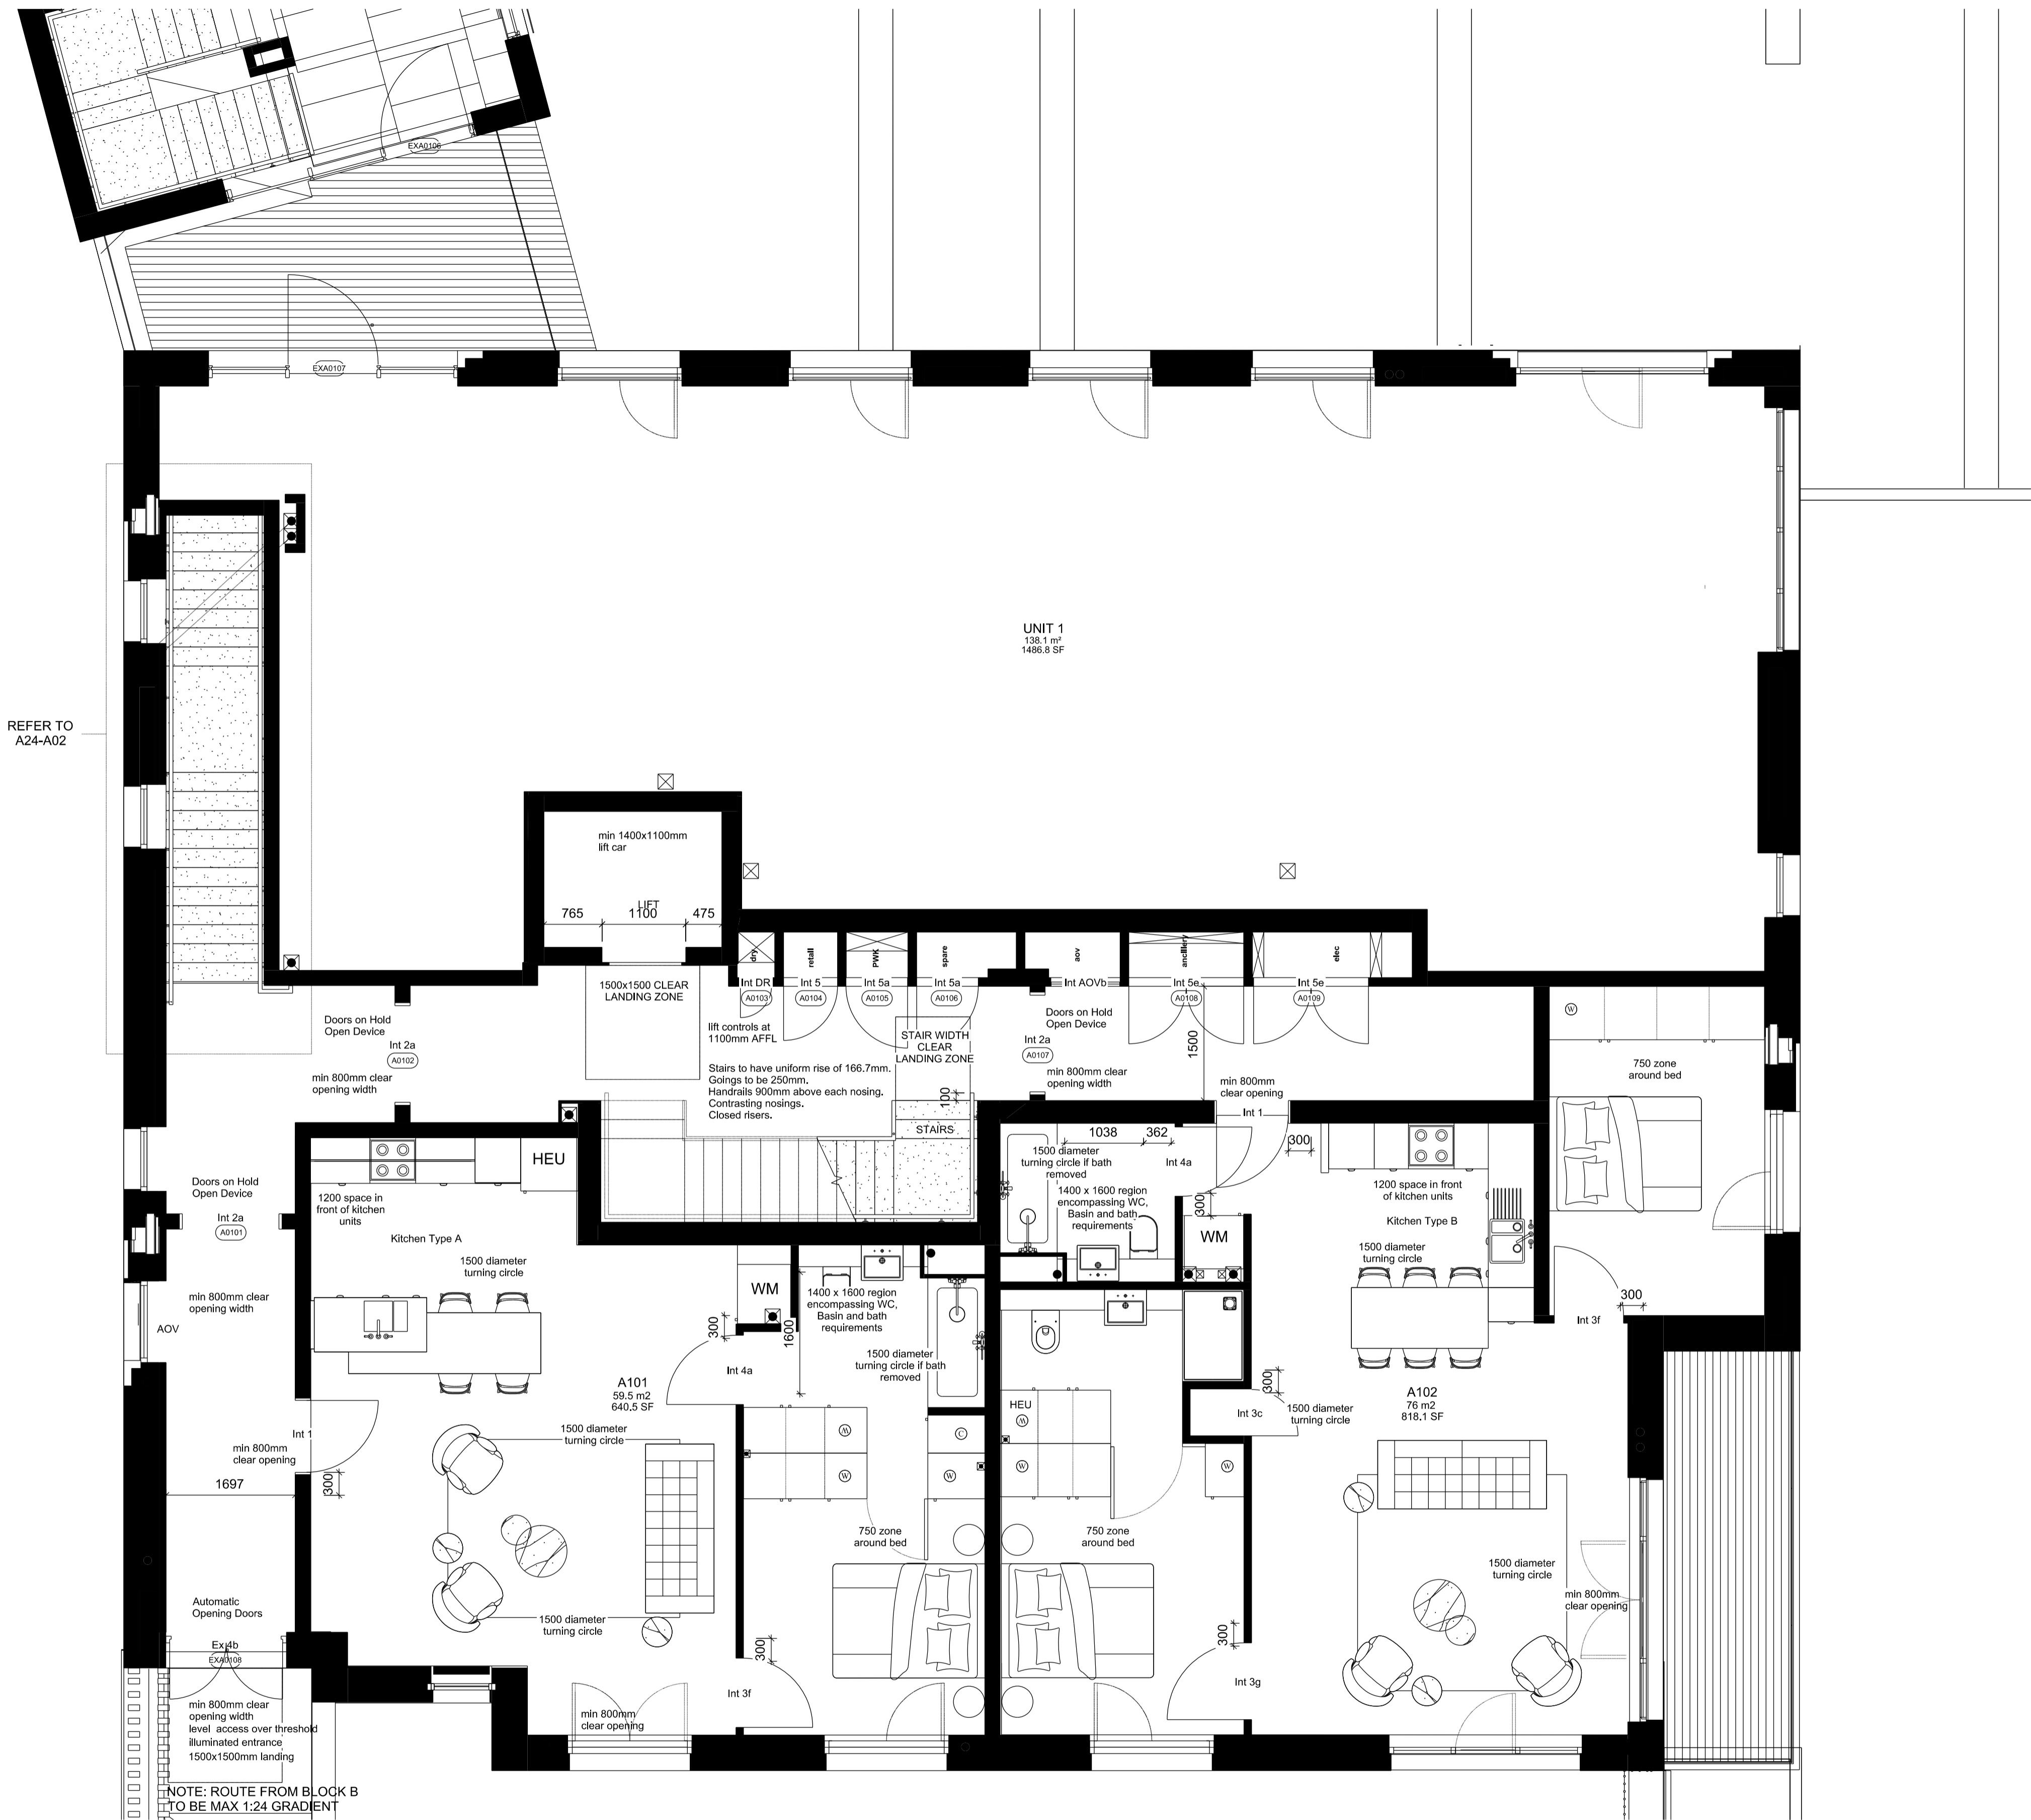 EXA0106
EXA0107
UNIT 1
138.1 m²
1486.8 SF
REFER TO
A24-A02
min 1400x1100mm
lift car
LIFT
765
1100
475
dry
retail
PWK
spare
aov
ancillery
elec
Int DR
A0103
Int 5
A0104
Int 5a
A0105
Int 5a
A0106
Int AOVb
Int 5e
A0108
Int 5e
A0109
1500x1500 CLEAR
LANDING ZONE
Doors on Hold
Open Device
Int 2a
A0102
min 800mm clear
opening width
lift controls at
1100mm AFFL
STAIR WIDTH
CLEAR
LANDING ZONE
Stairs to have uniform rise of 166.7mm.
Goings to be 250mm.
Handrails 900mm above each nosing.
Contrasting nosings.
Closed risers.
100
STAIRS
Doors on Hold
Open Device
Int 2a
A0107
min 800mm clear
opening width
1500
min 800mm
clear opening
Int 1
W
750 zone
around bed
HEU
1200 space in
front of kitchen
units
Kitchen Type A
1500 diameter
turning circle
Doors on Hold
Open Device
Int 2a
A0101
min 800mm clear
opening width
AOV
1038
362
1500 diameter
turning circle if bath
removed
Int 4a
1400 x 1600 region
encompassing WC,
Basin and bath
requirements
300
300
WM
1200 space in front
of kitchen units
Kitchen Type B
1500 diameter
turning circle
300
Int 3f
WM
300
1600
1400 x 1600 region
encompassing WC,
Basin and bath
requirements
1500 diameter
turning circle if bath
removed
Int 4a
A101
59.5 m2
640.5 SF
HEU
M
W
Int 3c
300
1500 diameter
turning circle
A102
76 m2
818.1 SF
Int 1
min 800mm
clear opening
1697
300
1500 diameter
turning circle
M
W
C
W
W
750 zone
around bed
750 zone
around bed
1500 diameter
turning circle
min 800mm
clear opening
Automatic
Opening Doors
Ex 4b
EXA0108
1500 diameter
turning circle
300
Int 3f
300
Int 3g
min 800mm
clear opening
min 800mm clear
opening width
level access over threshold
illuminated entrance
1500x1500mm landing
NOTE: ROUTE FROM BLOCK B
TO BE MAX 1:24 GRADIENT